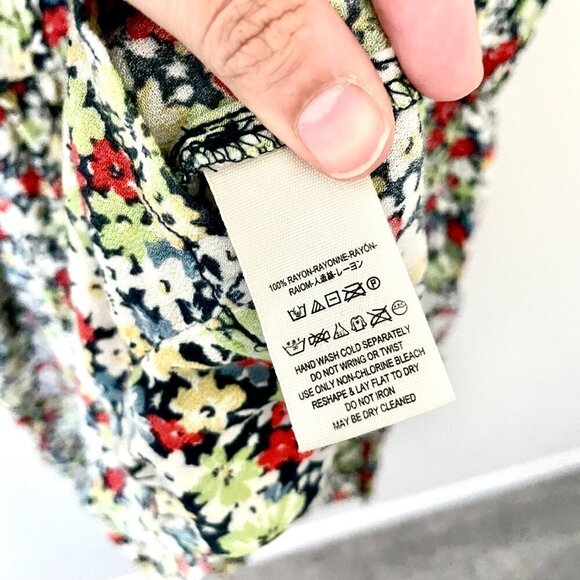 100% RAYON-RAYONNE-RAYÓN-
RAIOM-人造絲-レーヨン
HAND WASH COLD SEPARATELY
DO NOT WRING OR TWIST
USE ONLY NON-CHLORINE BLEACH
RESHAPE & LAY FLAT TO DRY
DO NOT IRON
MAY BE DRY CLEANED